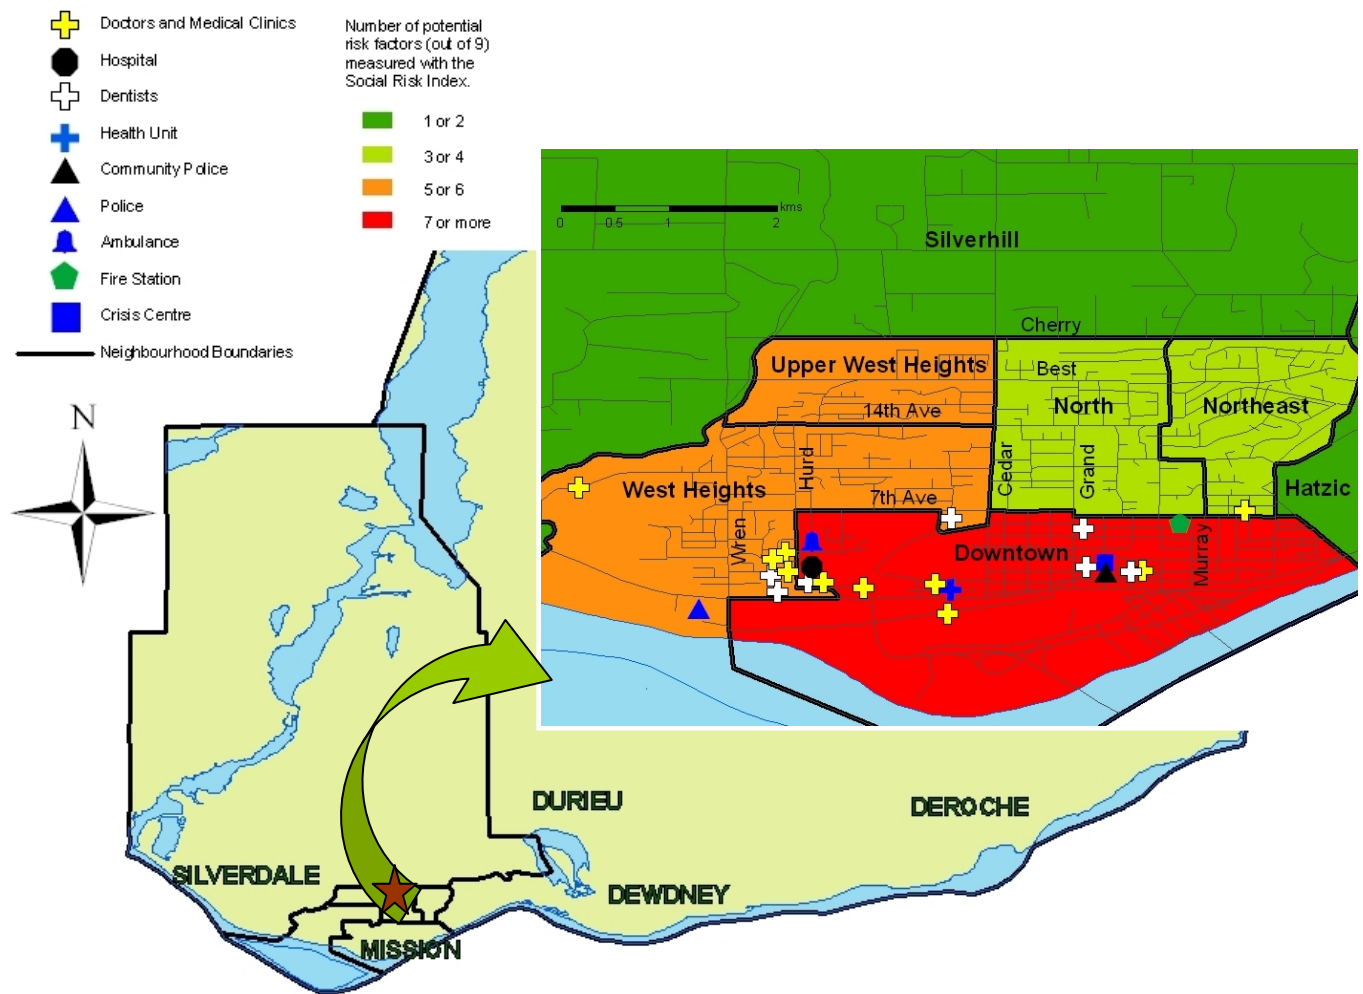 Doctors and Medical Clinics
Hospital
Dentists
Health Unit
Community Police
Police
Ambulance
Fire Station
Crisis Centre
Neighbourhood Boundaries
Number of potential
risk factors (out of 9)
measured with the
Social Risk Index.
1 or 2
3 or 4
5 or 6
7 or more
N
kms
0 0.5 1 2
Silverhill
Cherry
Upper West Heights
Best
14th Ave
North
Northeast
Hurd
Cedar
Grand
West Heights
7th Ave
Hatzic
Wren
Downtown
Murray
DURIEU
DEROCHE
SILVERDALE
DEWDNEY
MISSION